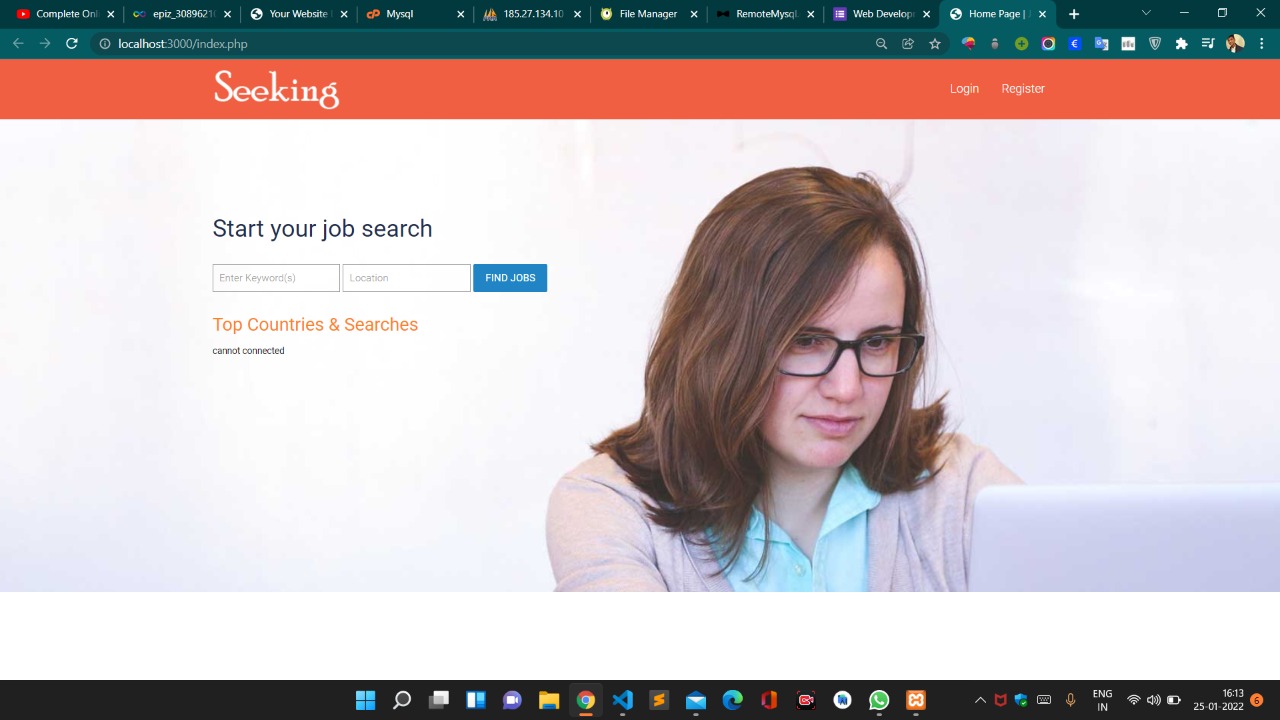 Complete Onl
epiz_3089621
Your Website
Mysql
185.27.134.10
File Manager
RemoteMysql.
Web Develop
Home Page |
localhost:3000/index.php
Seeking
Login
Register
Start your job search
Enter Keyword(s)
Location
FIND JOBS
Top Countries & Searches
cannot connected
ENG
IN
16:13
25-01-2022
6